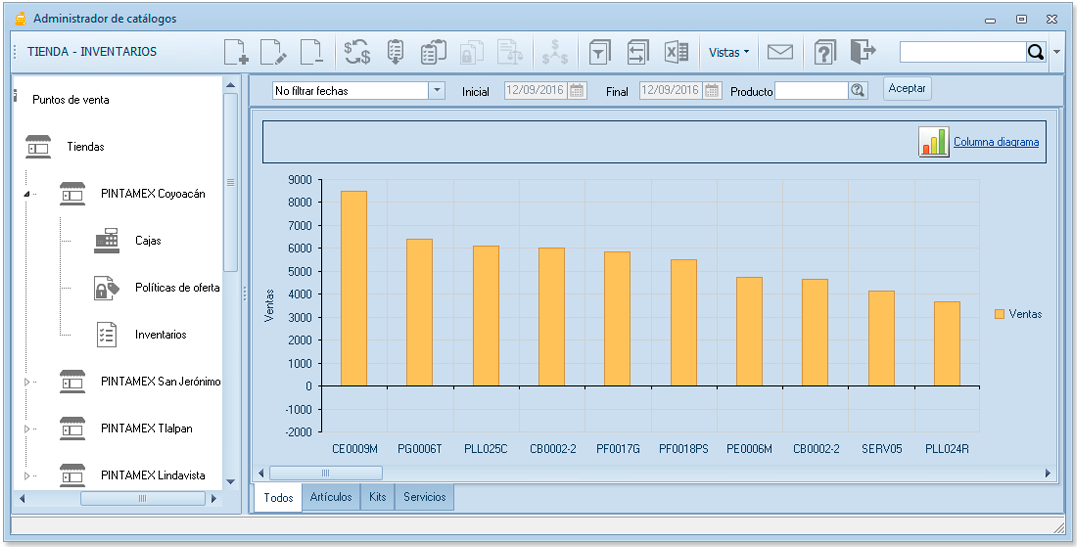 Administrador de catálogos
TIENDA - INVENTARIOS
Vistas
Puntos de venta
Tiendas
PINTAMEX Coyoacán
Cajas
Políticas de oferta
Inventarios
PINTAMEX San Jerónimo
PINTAMEX Tlalpan
PINTAMEX Lindavista
No filtrar fechas Inicial 12/09/2016 Final 12/09/2016 Producto Aceptar
Columna diagrama
9000
8000
7000
6000
5000
4000
3000
2000
1000
0
-1000
-2000
Ventas
Ventas
CE0009M PG0006T PLL025C CB0002-2 PF0017G PF0018PS PE0006M CB0002-2 SERV05 PLL024R
Todos Artículos Kits Servicios